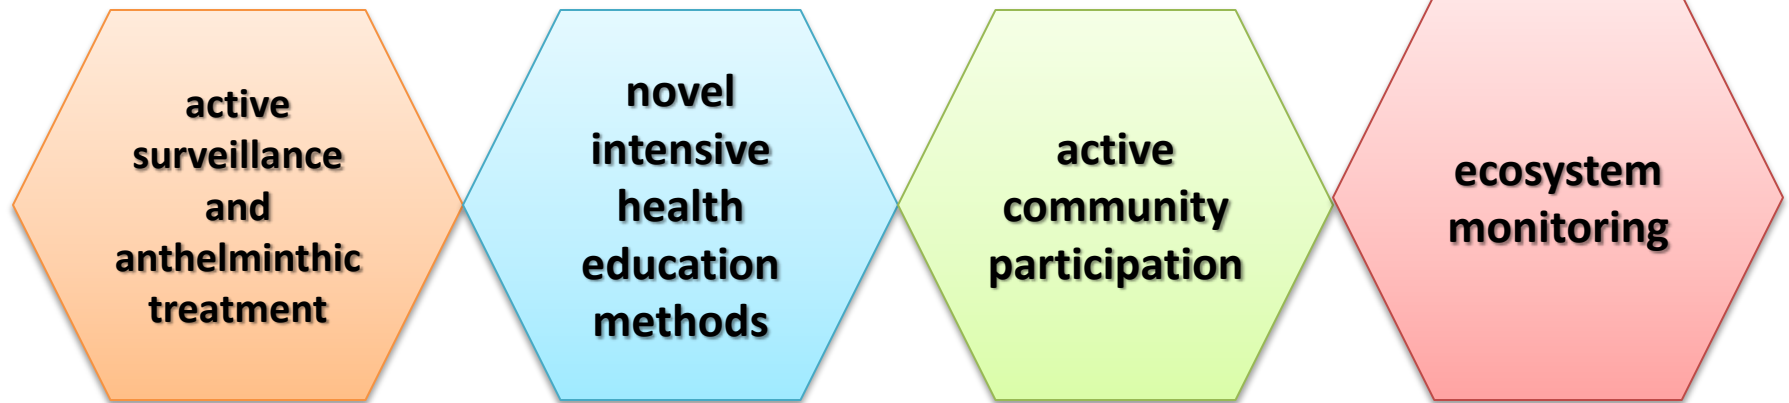 active
surveillance
and
anthelminthic
treatment
novel
intensive
health
education
methods
active
community
participation
ecosystem
monitoring